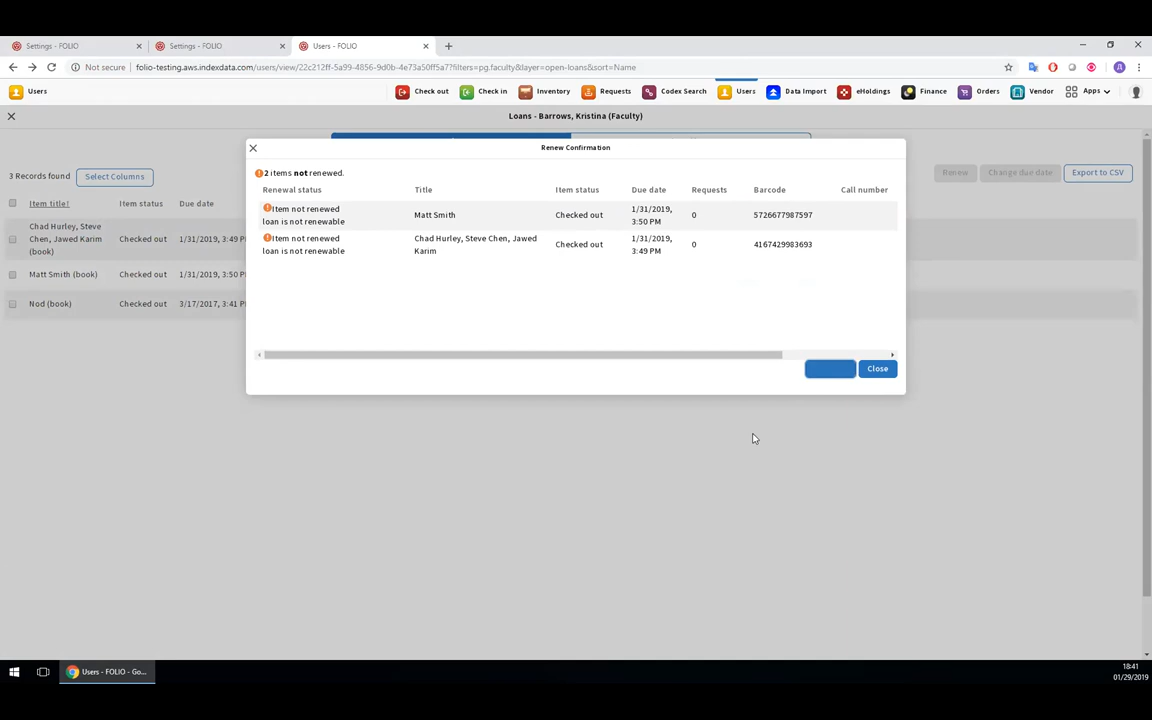 Settings - FOLIO
Settings - FOLIO
Users - FOLIO
Not secure folio-testing.aws.indexdata.com/users/view/22c212ff-5a99-4856-9d0b-4e73a50ff5a7?filters=pg.faculty&layer=open-loans&sort=Name
Users
Check out
Check in
Inventory
Requests
Codex Search
Users
Data Import
eHoldings
Finance
Orders
Vendor
Apps
Loans - Barrows, Kristina (Faculty)
3 Records found
Select Columns
Renew
Change due date
Export to CSV
Item title
Item status
Due date
Chad Hurley, Steve
Chen, Jawed Karim
(book)
Checked out
1/31/2019, 3:49 P
Matt Smith (book)
Checked out
1/31/2019, 3:50 P
Nod (book)
Checked out
3/17/2017, 3:41 P
Renew Confirmation
2 items not renewed.
Renewal status
Title
Item status
Due date
Requests
Barcode
Call number
Item not renewed
loan is not renewable
Matt Smith
Checked out
1/31/2019,
3:50 PM
0
5726677987597
Item not renewed
loan is not renewable
Chad Hurley, Steve Chen, Jawed
Karim
Checked out
1/31/2019,
3:49 PM
0
4167429983693
Close
Users - FOLIO - Go...
18:41
01/29/2019